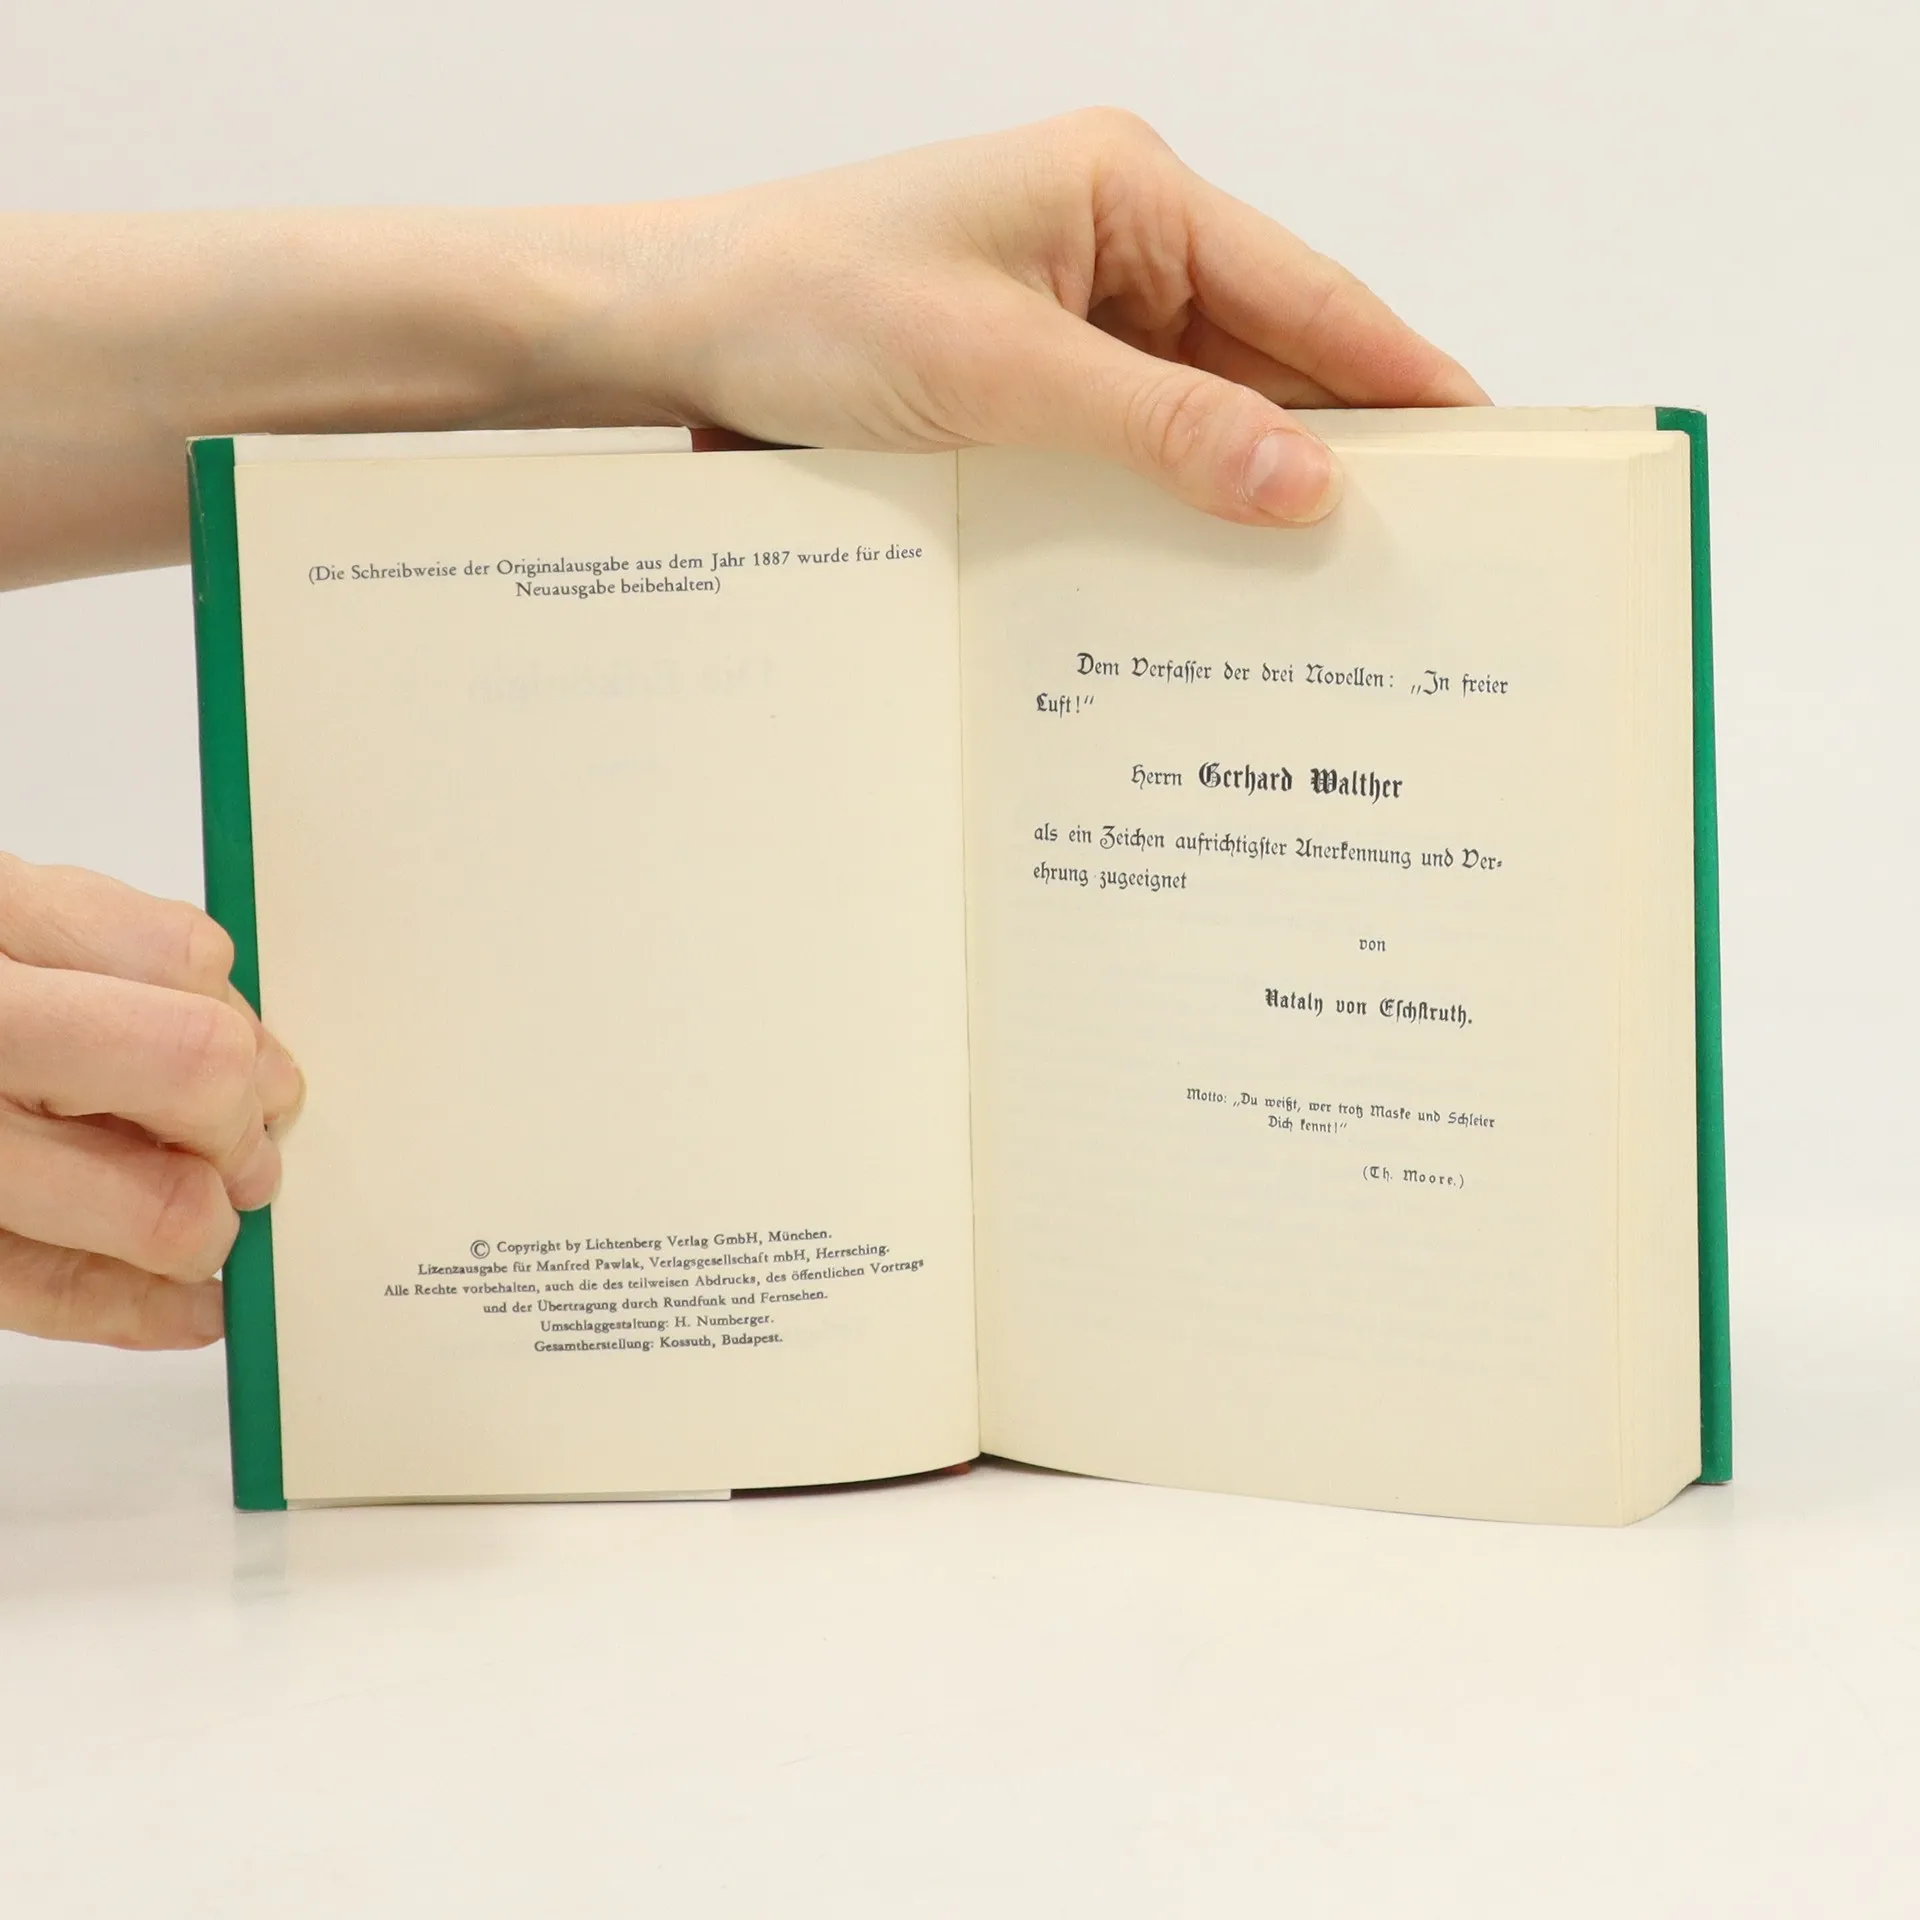 (Die Schreibweise der Originalausgabe aus dem Jahr 1887 wurde für diese
Neuausgabe beibehalten)
© Copyright by Lichtenberg Verlag GmbH, München.
Lizenzausgabe für Manfred Pawlak, Verlagsgesellschaft mbH, Herrsching.
Alle Rechte vorbehalten, auch die des teilweisen Abdrucks, des öffentlichen Vortrags
und der Übertragung durch Rundfunk und Fernsehen.
Umschlaggestaltung: H. Numberger.
Gesamtherstellung: Kossuth, Budapest.
Dem Verfaſſer der drei Novellen: „In freier
Luft!“
Herrn Gerhard Walther
als ein Zeichen aufrichtigſter Anerkennung und Ver-
ehrung zugeeignet
von
Nataly von Eſchſtruth.
Motto: „Du weißt, wer trotz Maske und Schleier
Dich kennt!“
(Th. Moore.)